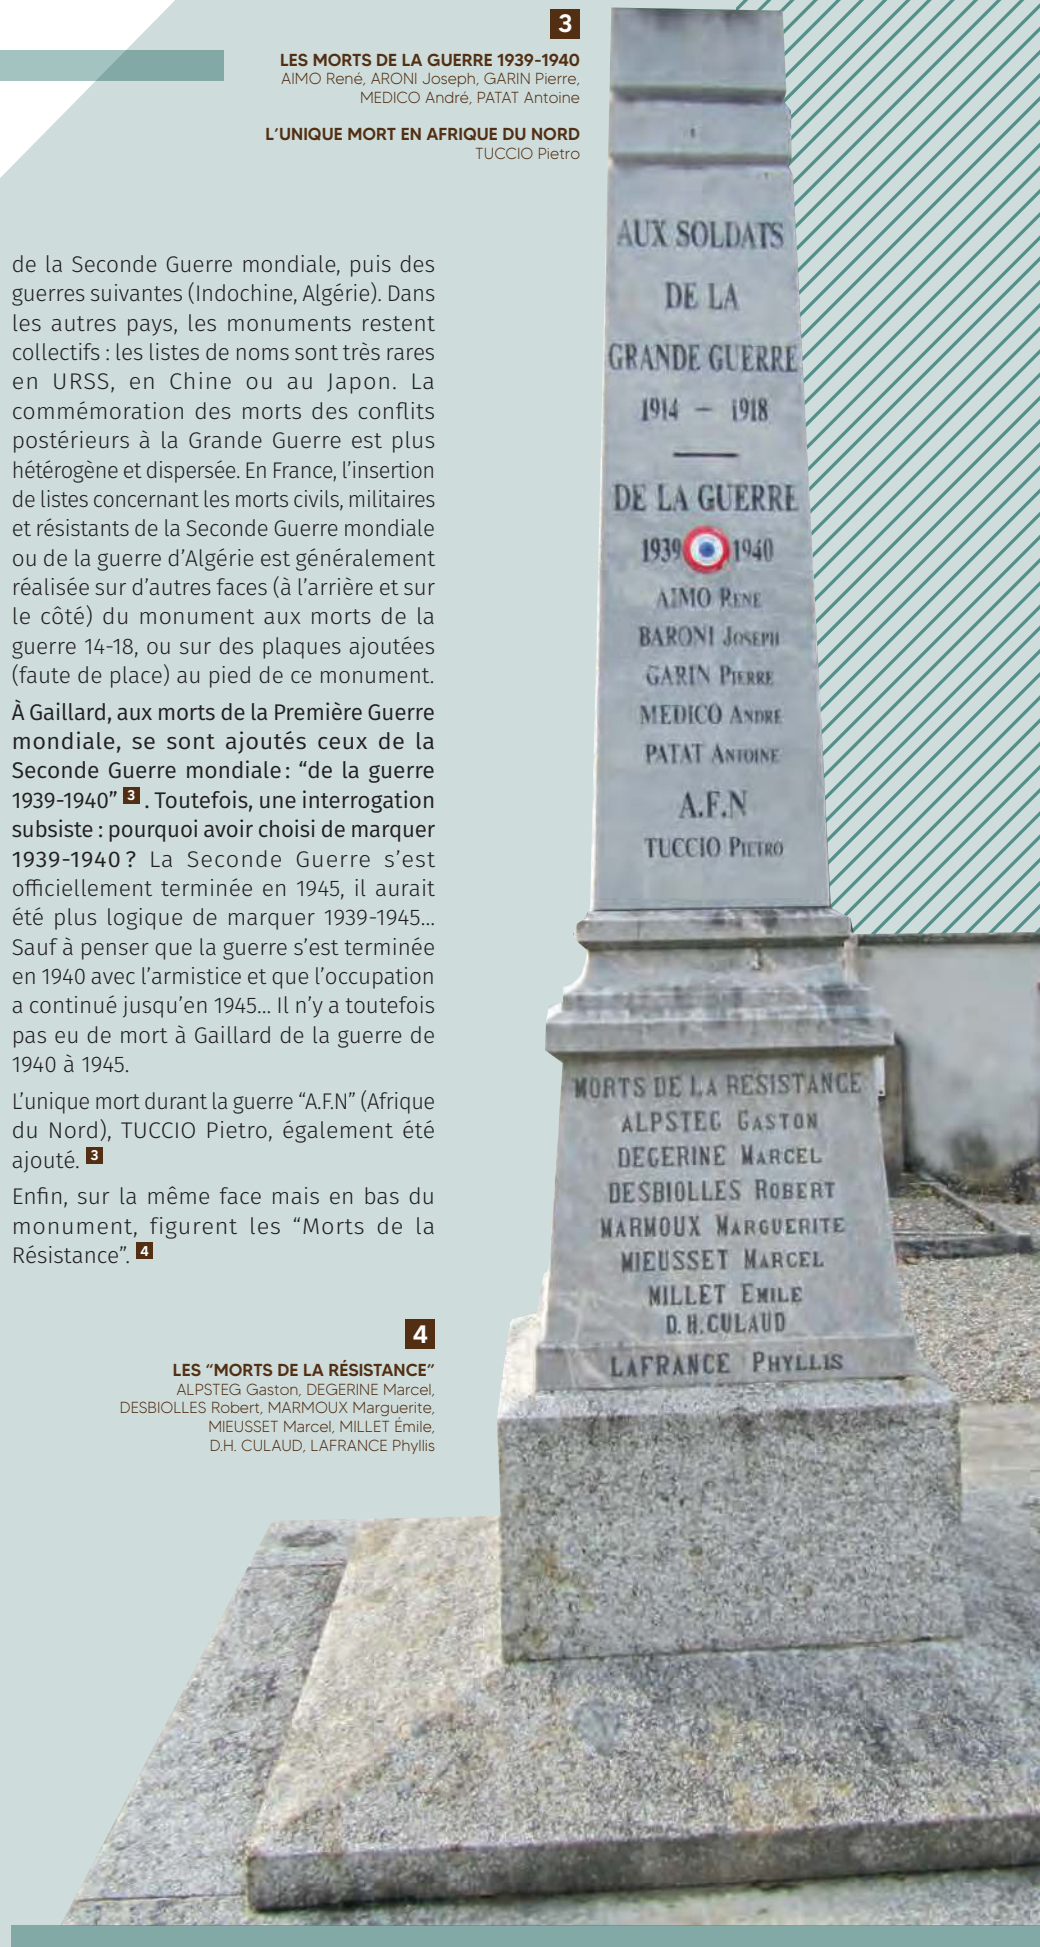 3
LES MORTS DE LA GUERRE 1939-1940
AIMO René, ARONI Joseph, GARIN Pierre,
MEDICO André, PATAT Antoine
L’UNIQUE MORT EN AFRIQUE DU NORD
TUCCIO Pietro
de la Seconde Guerre mondiale, puis des
guerres suivantes (Indochine, Algérie). Dans
les autres pays, les monuments restent
collectifs : les listes de noms sont très rares
en URSS, en Chine ou au Japon. La
commémoration des morts des conflits
postérieurs à la Grande Guerre est plus
hétérogène et dispersée. En France, l’insertion
de listes concernant les morts civils, militaires
et résistants de la Seconde Guerre mondiale
ou de la guerre d’Algérie est généralement
réalisée sur d’autres faces (à l’arrière et sur
le côté) du monument aux morts de la
guerre 14-18, ou sur des plaques ajoutées
(faute de place) au pied de ce monument.
À Gaillard, aux morts de la Première Guerre
mondiale, se sont ajoutés ceux de la
Seconde Guerre mondiale : “de la guerre
1939-1940” 3 . Toutefois, une interrogation
subsiste : pourquoi avoir choisi de marquer
1939-1940 ? La Seconde Guerre s’est
officiellement terminée en 1945, il aurait
été plus logique de marquer 1939-1945...
Sauf à penser que la guerre s’est terminée
en 1940 avec l’armistice et que l’occupation
a continué jusqu’en 1945... Il n’y a toutefois
pas eu de mort à Gaillard de la guerre de
1940 à 1945.
L’unique mort durant la guerre “A.F.N” (Afrique
du Nord), TUCCIO Pietro, également été
ajouté. 3
Enfin, sur la même face mais en bas du
monument, figurent les “Morts de la
Résistance”. 4
4
LES “MORTS DE LA RÉSISTANCE”
ALPSTEG Gaston, DEGERINE Marcel,
DESBIOLLES Robert, MARMOUX Marguerite,
MIEUSSET Marcel, MILLET Émile,
D.H. CULAUD, LAFRANCE Phyllis
AUX SOLDATS
DE LA
GRANDE GUERRE
1914 – 1918
DE LA GUERRE
1939 1940
AIMO RENE
BARONI JOSEPH
GARIN PIERRE
MEDICO ANDRE
PATAT ANTOINE
A.F.N
TUCCIO PIETRO
MORTS DE LA RESISTANCE
ALPSTEG GASTON
DEGERINE MARCEL
DESBIOLLES ROBERT
MARMOUX MARGUERITE
MIEUSSET MARCEL
MILLET EMILE
D.H.CULAUD
LAFRANCE PHYLLIS